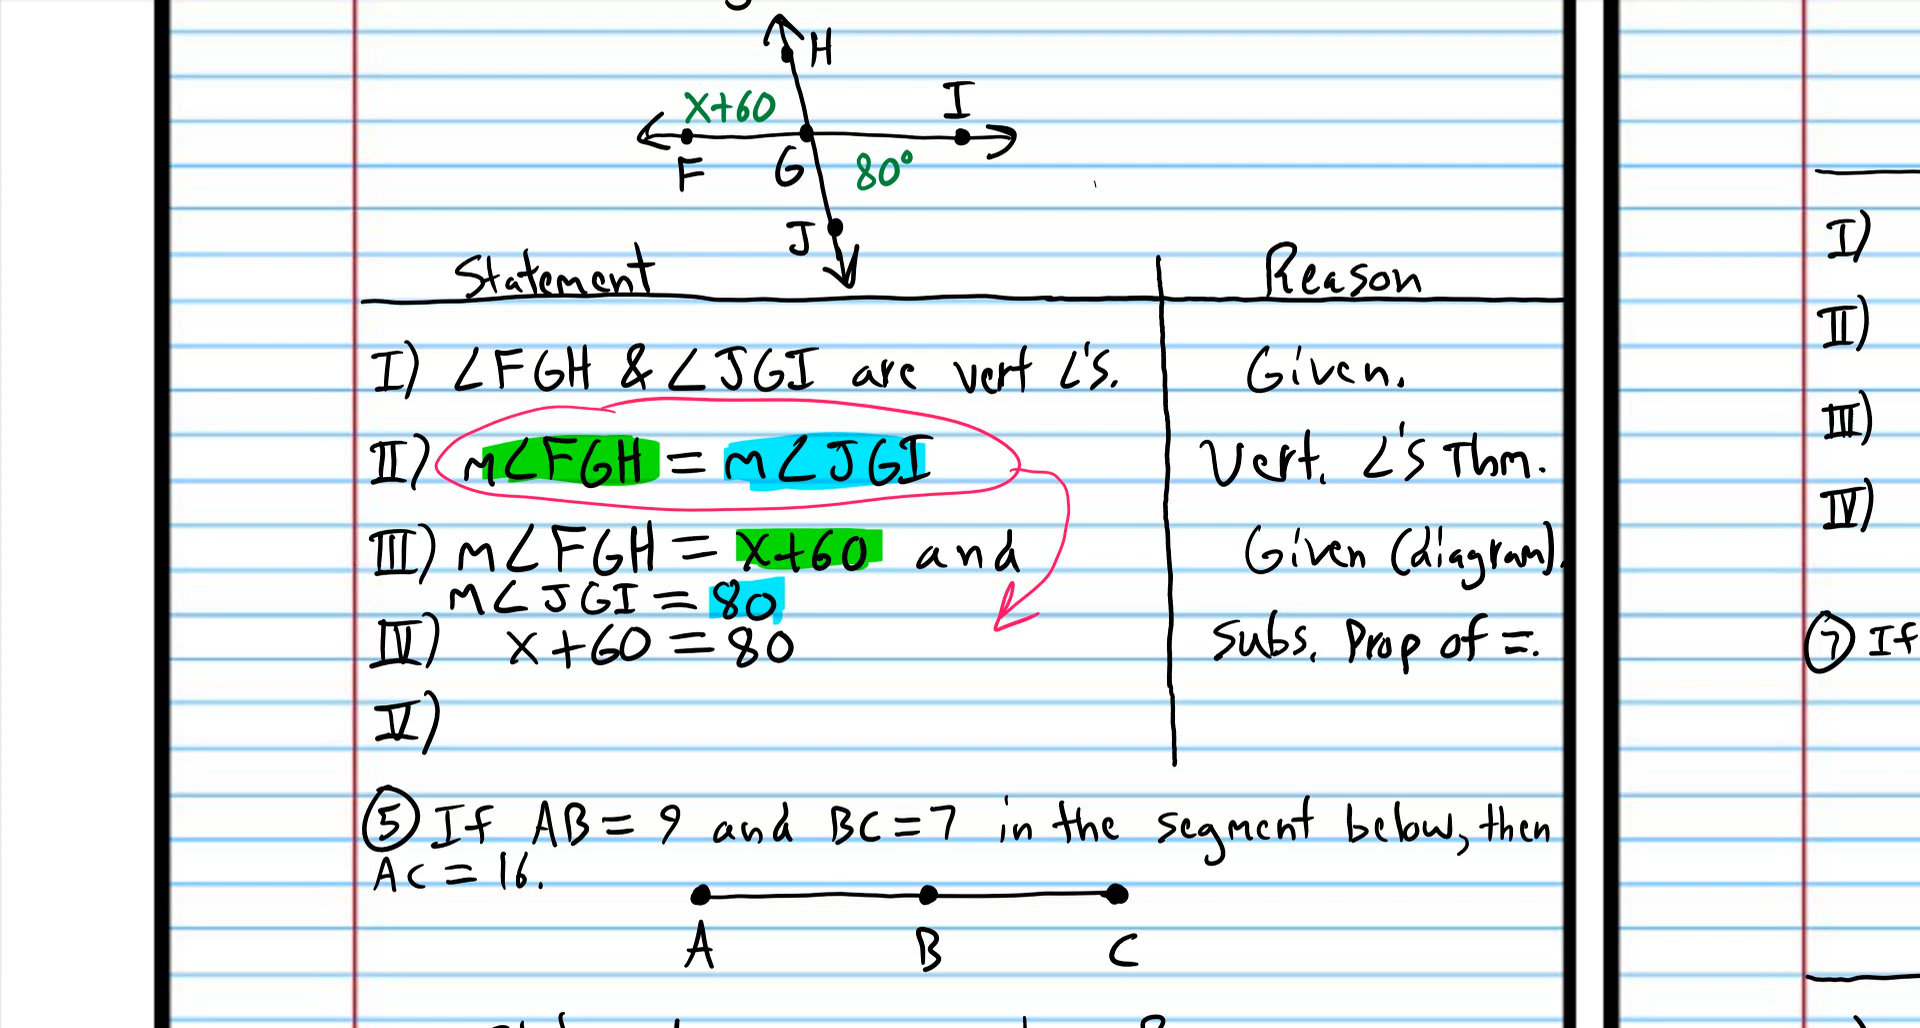 H
x+60
I
F
G
80°
J
Statement Reason
I) ∠FGH & ∠JGI are vert ∠'s. Given.
II) m∠FGH = m∠JGI Vert. ∠'s Thm.
III) m∠FGH = x+60 and Given (diagram).
m∠JGI = 80
IV) x+60 = 80 Subs. Prop of =.
V)
⑤ If AB = 9 and BC = 7 in the segment below, then
AC = 16.
A B C
I)
II)
III)
IV)
⑦ If